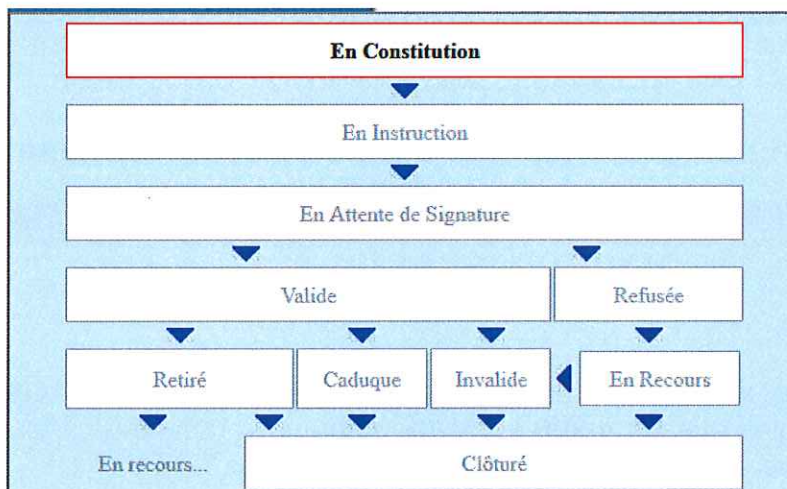 En Constitution
En Instruction
En Attente de Signature
Valide
Refusée
Retiré
Caduque
Invalide
En Recours
En recours...
Clôturé